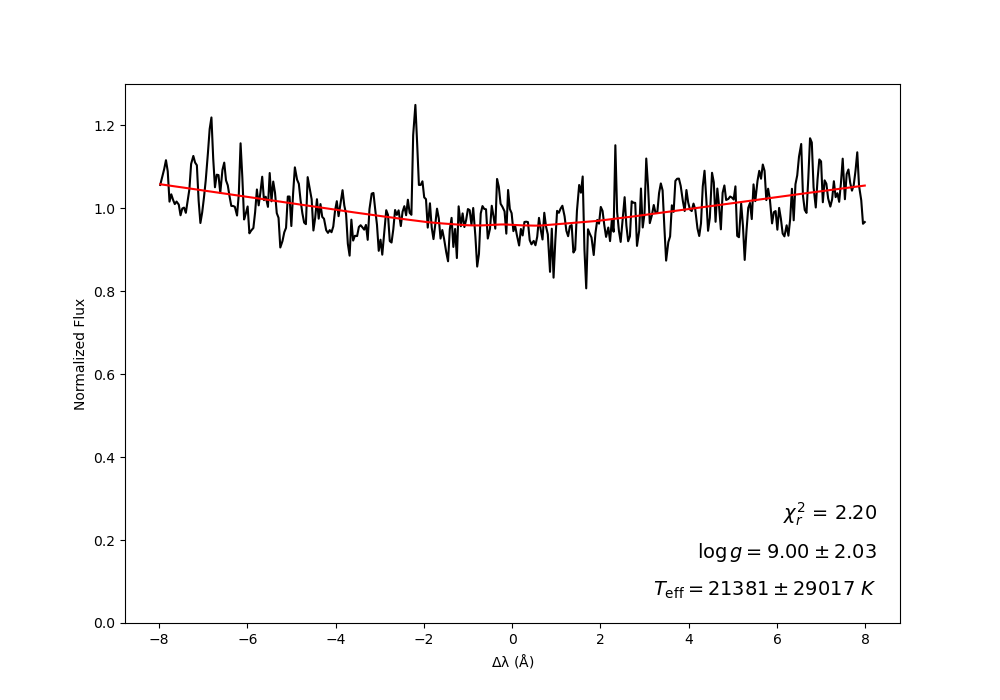 Normalized Flux
1.2
1.0
0.8
0.6
0.4
0.2
0.0
χ²ᵣ = 2.20
log g = 9.00 ± 2.03
T_eff = 21381 ± 29017 K
−8 −6 −4 −2 0 2 4 6 8
Δλ (Å)